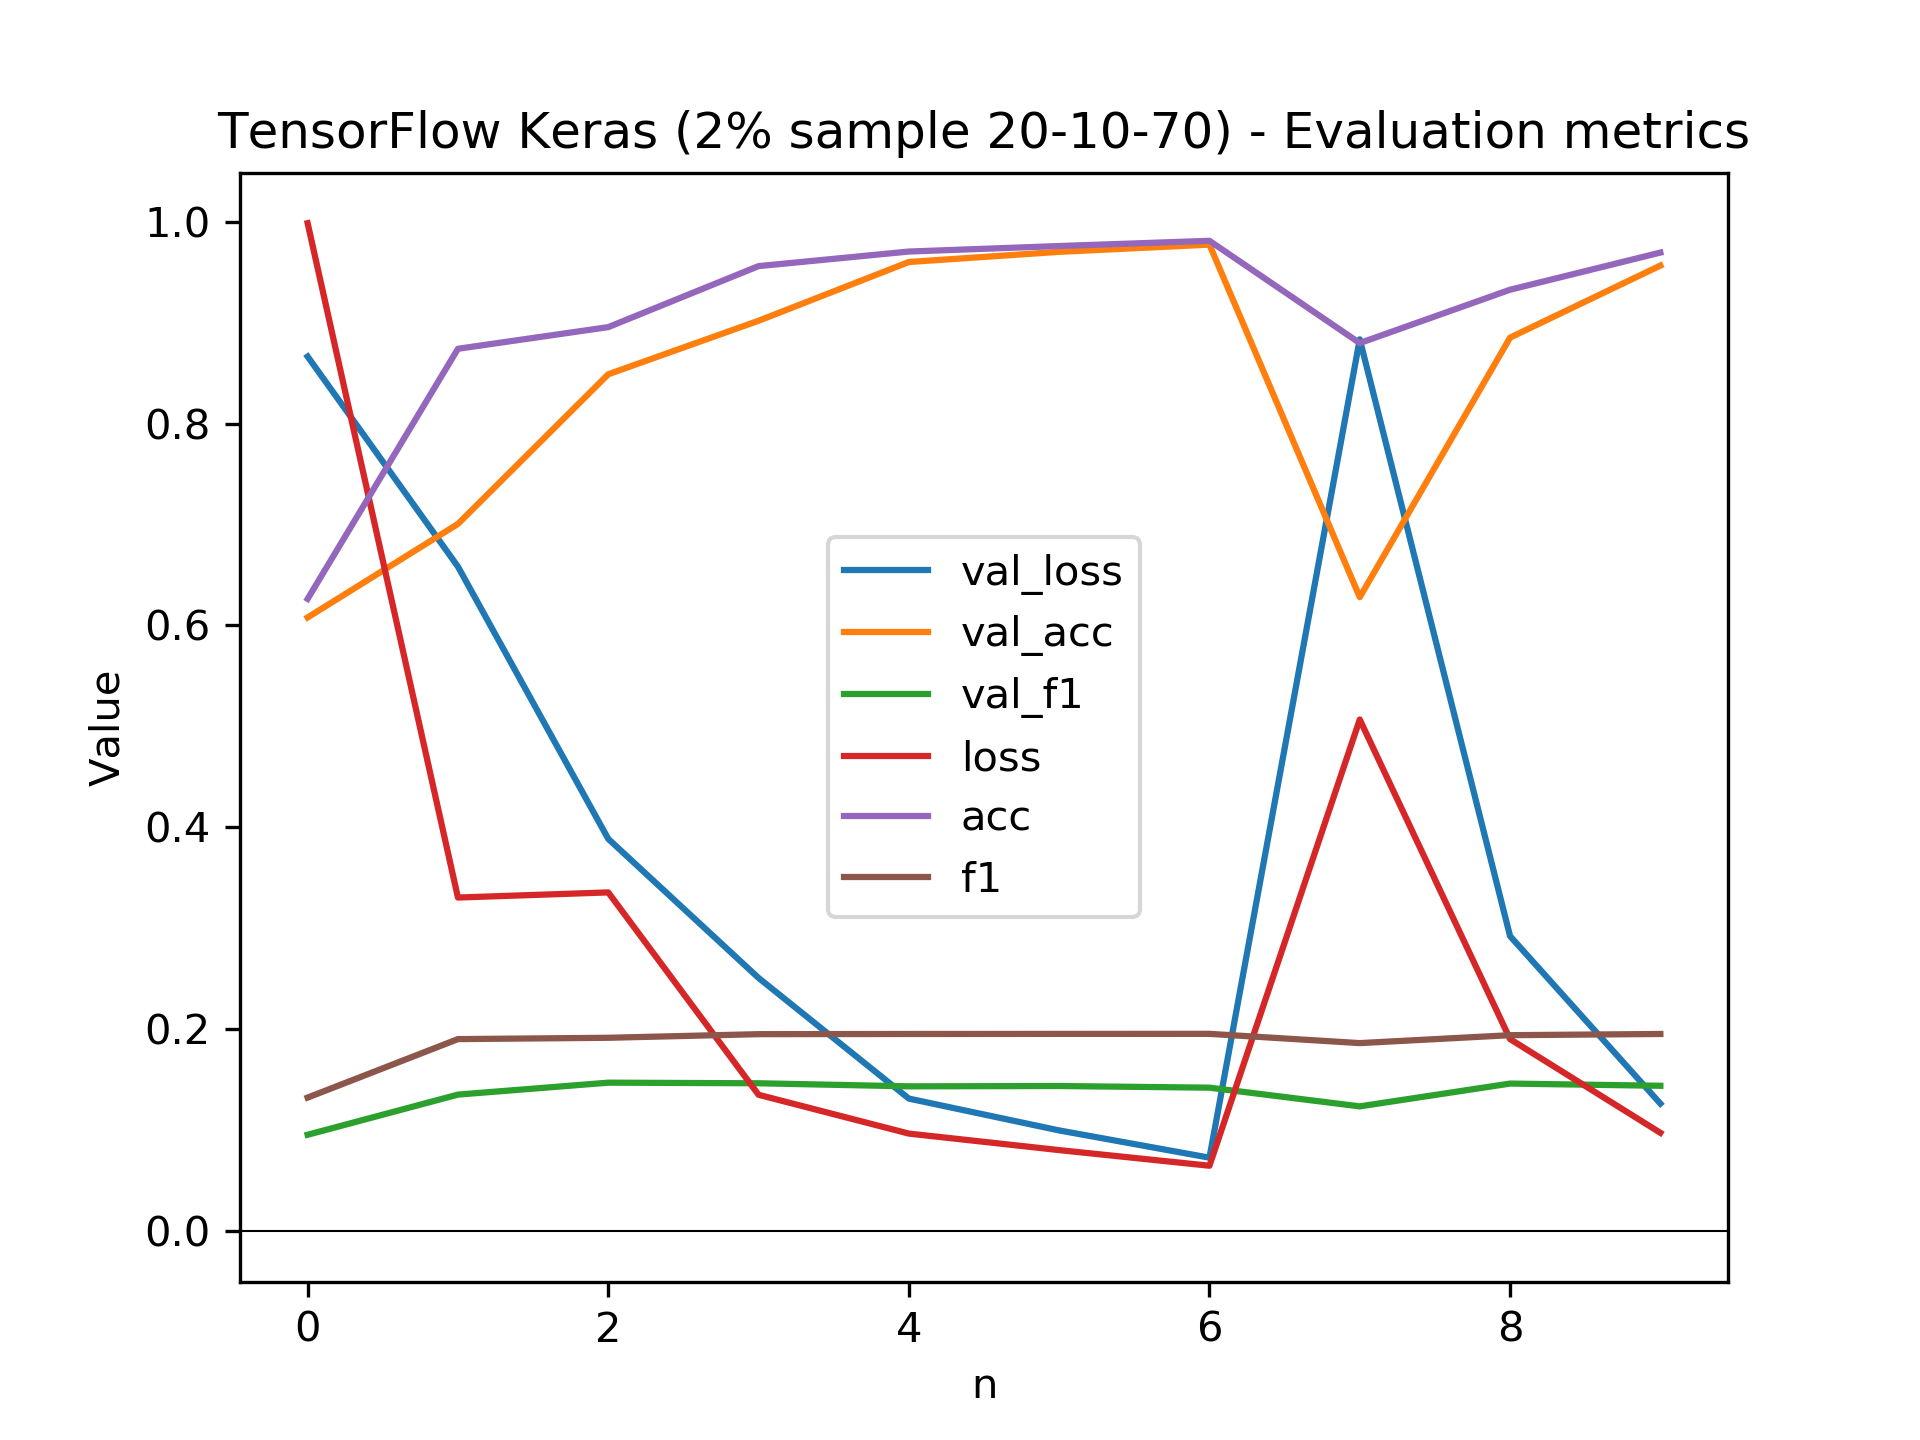 TensorFlow Keras (2% sample 20-10-70) - Evaluation metrics
1.0
0.8
0.6
0.4
0.2
0.0
Value
val_loss
val_acc
val_f1
loss
acc
f1
0 2 4 6 8
n